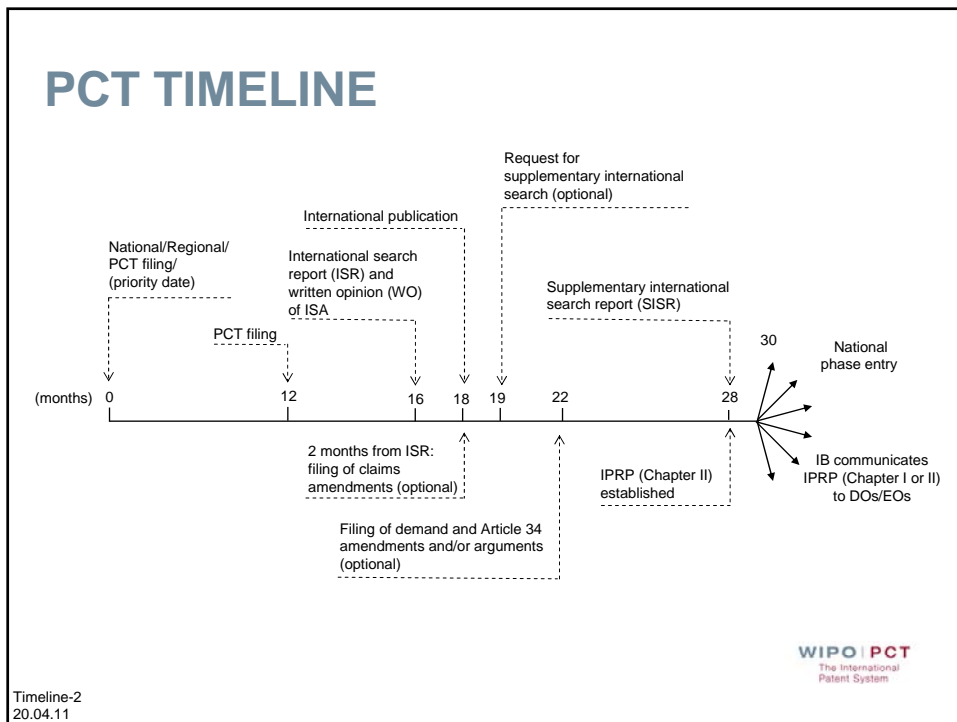 PCT TIMELINE
Request for
supplementary international
search (optional)
International publication
National/Regional/
PCT filing/
(priority date)
International search
report (ISR) and
written opinion (WO)
of ISA
Supplementary international
search report (SISR)
PCT filing
30
National
phase entry
(months) 0 12 16 18 19 22 28
2 months from ISR:
filing of claims
amendments (optional)
IPRP (Chapter II)
established
IB communicates
IPRP (Chapter I or II)
to DOs/EOs
Filing of demand and Article 34
amendments and/or arguments
(optional)
WIPO|PCT
The International
Patent System
Timeline-2
20.04.11